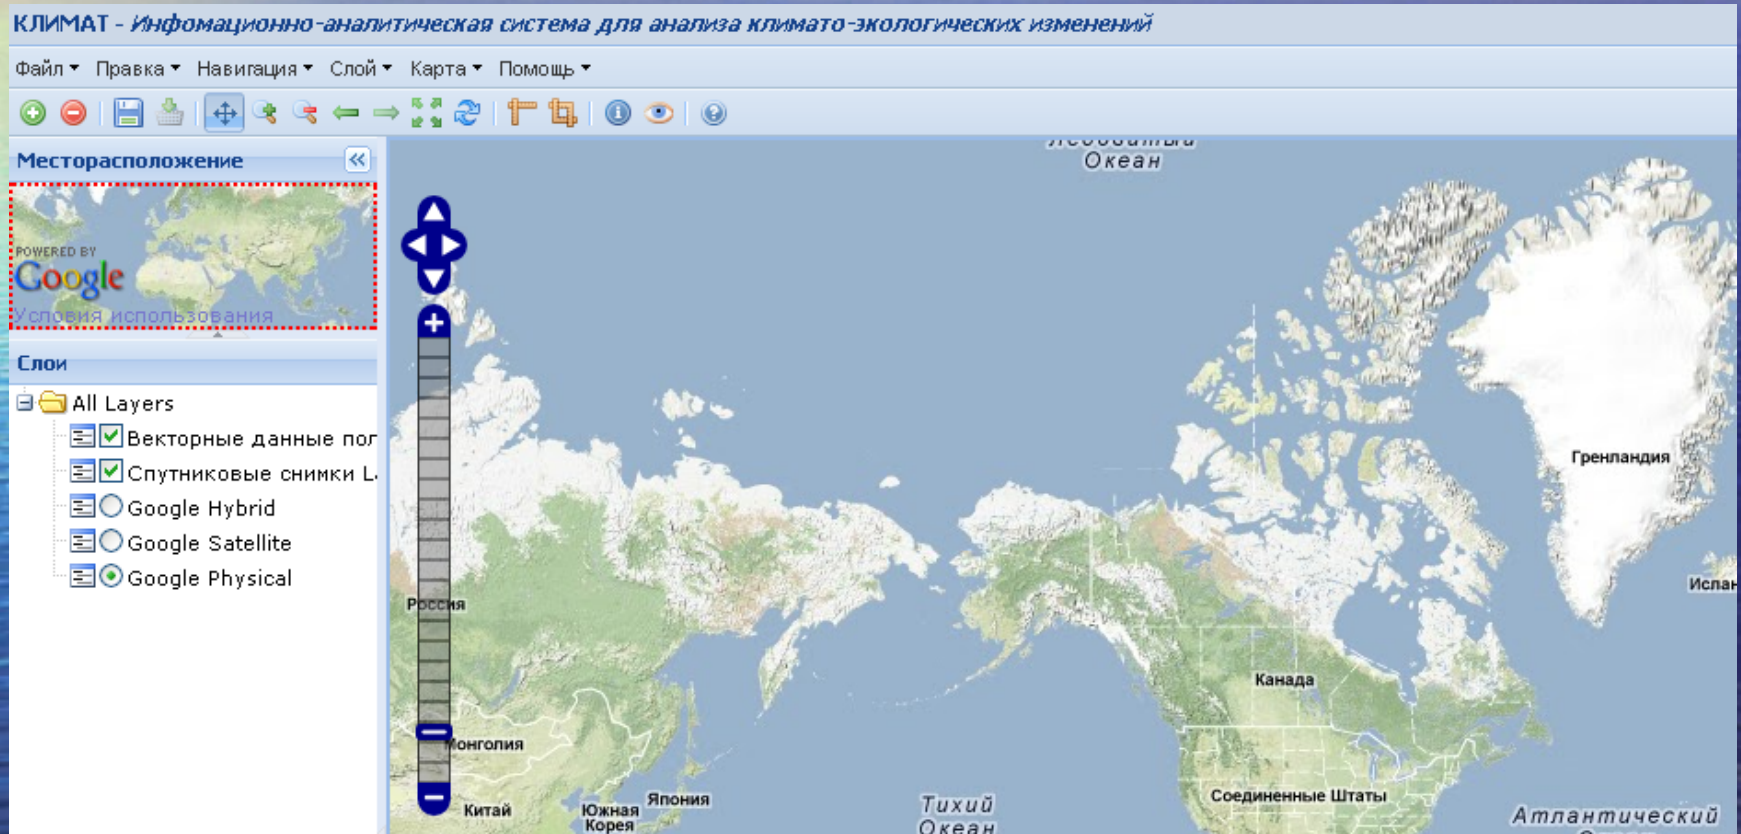 КЛИМАТ - Инфомационно-аналитическая система для анализа климато-экологических изменений
Файл Правка Навигация Слой Карта Помощь
Месторасположение
POWERED BY
Google
Условия использования
Слои
All Layers
Векторные данные пол
Спутниковые снимки L
Google Hybrid
Google Satellite
Google Physical
Океан
Гренландия
Испан
Россия
Канада
Монголия
Китай
Южная
Корея
Япония
Тихий
Океан
Соединенные Штаты
Атлантический